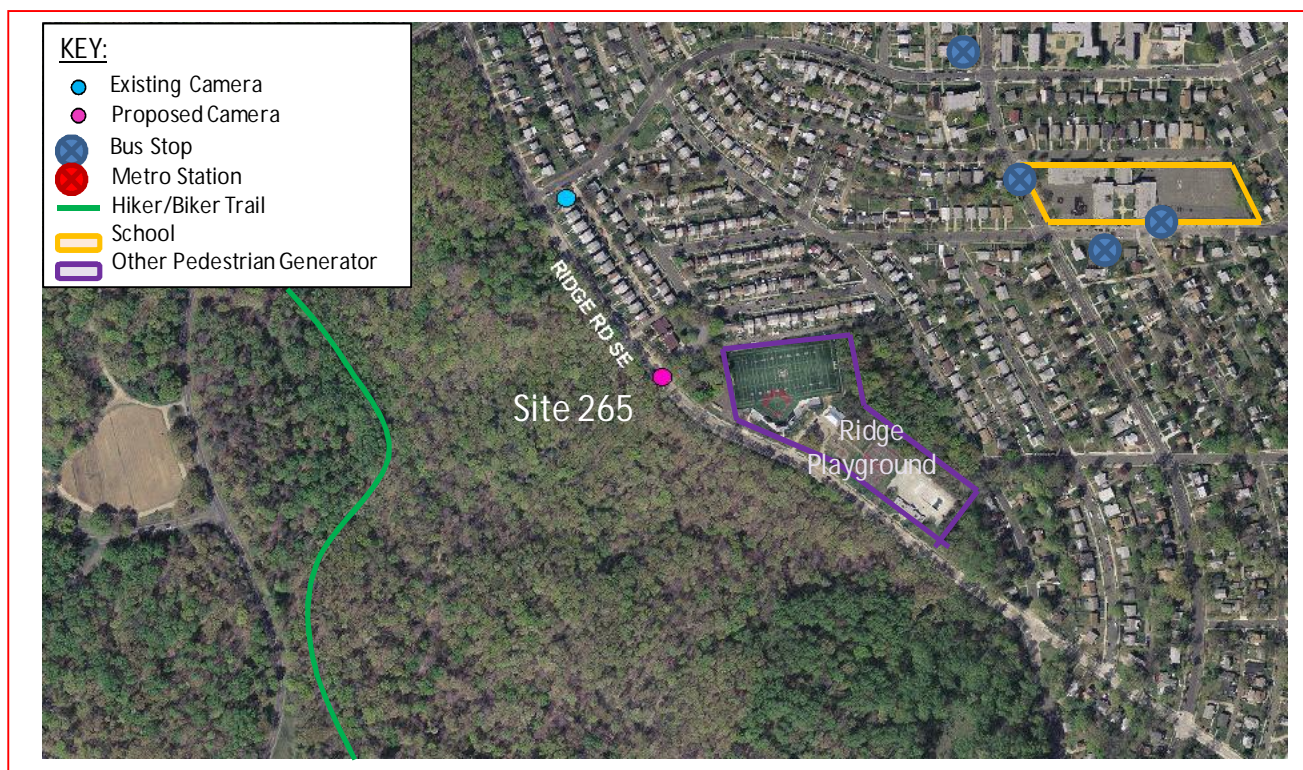 KEY:
Existing Camera
Proposed Camera
Bus Stop
Metro Station
Hiker/Biker Trail
School
Other Pedestrian Generator
RIDGE RD SE
Site 265
Ridge
Playground